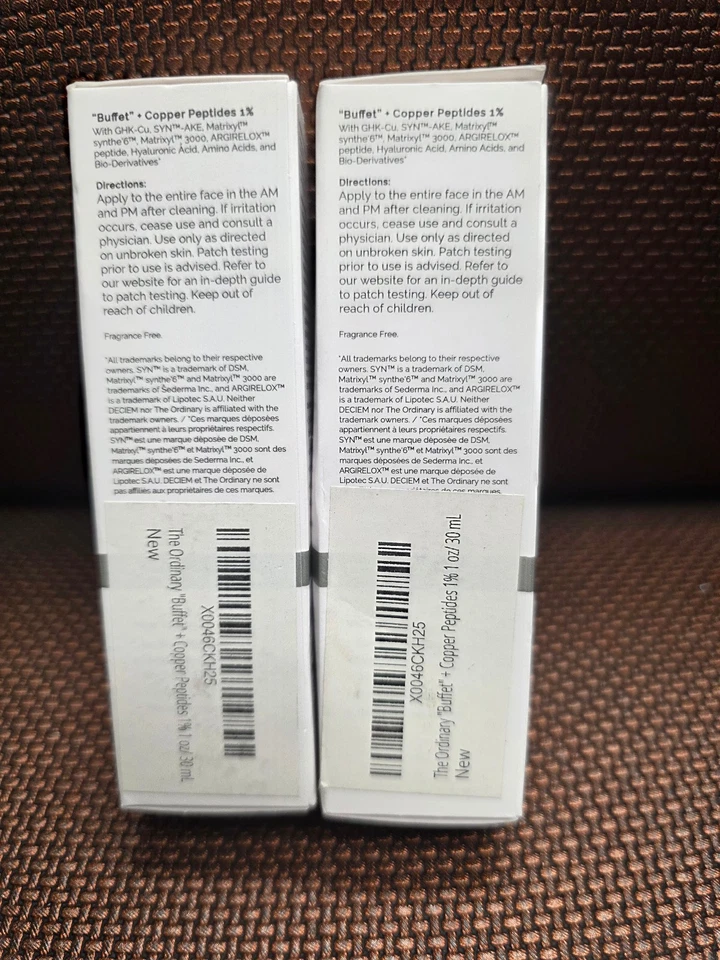 "Buffet" + Copper Peptides 1%
With GHK-Cu, SYN™-AKE, Matrixyl™
synthe'6™, Matrixyl™ 3000, ARGIRELOX™
peptide, Hyaluronic Acid, Amino Acids, and
Bio-Derivatives*
Directions:
Apply to the entire face in the AM
and PM after cleaning. If irritation
occurs, cease use and consult a
physician. Use only as directed
on unbroken skin. Patch testing
prior to use is advised. Refer to
our website for an in-depth guide
to patch testing. Keep out of
reach of children.
Fragrance Free.
*All trademarks belong to their respective
owners. SYN™ is a trademark of DSM,
Matrixyl™ synthe'6™ and Matrixyl™ 3000 are
trademarks of Sederma Inc., and ARGIRELOX™
is a trademark of Lipotec S.A.U. Neither
DECIEM nor The Ordinary is affiliated with the
trademark owners. / *Ces marques déposées
appartiennent à leurs propriétaires respectifs.
SYN™ est une marque déposée de DSM,
Matrixyl™ synthe'6™ et Matrixyl™ 3000 sont des
marques déposées de Sederma Inc., et
ARGIRELOX™ est une marque déposée de
Lipotec S.A.U. DECIEM et The Ordinary ne sont
pas affiliés aux propriétaires de ces marques.
X0046CKH25
The Ordinary "Buffet" + Copper Peptides 1% 1 oz/ 30 mL
New
"Buffet" + Copper Peptides 1%
With GHK-Cu, SYN™-AKE, Matrixyl™
synthe'6™, Matrixyl™ 3000, ARGIRELOX™
peptide, Hyaluronic Acid, Amino Acids, and
Bio-Derivatives*
Directions:
Apply to the entire face in the AM
and PM after cleaning. If irritation
occurs, cease use and consult a
physician. Use only as directed
on unbroken skin. Patch testing
prior to use is advised. Refer to
our website for an in-depth guide
to patch testing. Keep out of
reach of children.
Fragrance Free.
*All trademarks belong to their respective
owners. SYN™ is a trademark of DSM,
Matrixyl™ synthe'6™ and Matrixyl™ 3000 are
trademarks of Sederma Inc., and ARGIRELOX™
is a trademark of Lipotec S.A.U. Neither
DECIEM nor The Ordinary is affiliated with the
trademark owners. / *Ces marques déposées
appartiennent à leurs propriétaires respectifs.
SYN™ est une marque déposée de DSM,
Matrixyl™ synthe'6™ et Matrixyl™ 3000 sont des
marques déposées de Sederma Inc., et
ARGIRELOX™ est une marque déposée de
Lipotec S.A.U. DECIEM et The Ordinary ne sont
de ces marques.
X0046CKH25
The Ordinary "Buffet" + Copper Peptides 1% 1 oz/ 30 mL
New